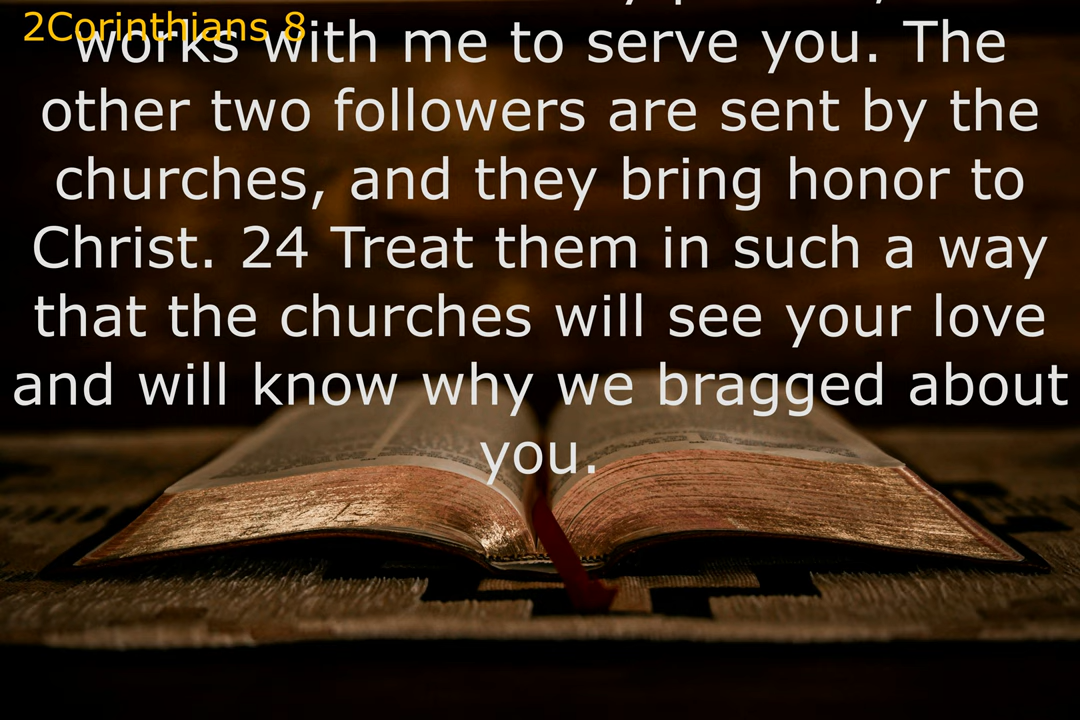 2Corinthians 8
works with me to serve you. The
other two followers are sent by the
churches, and they bring honor to
Christ. 24 Treat them in such a way
that the churches will see your love
and will know why we bragged about
you.